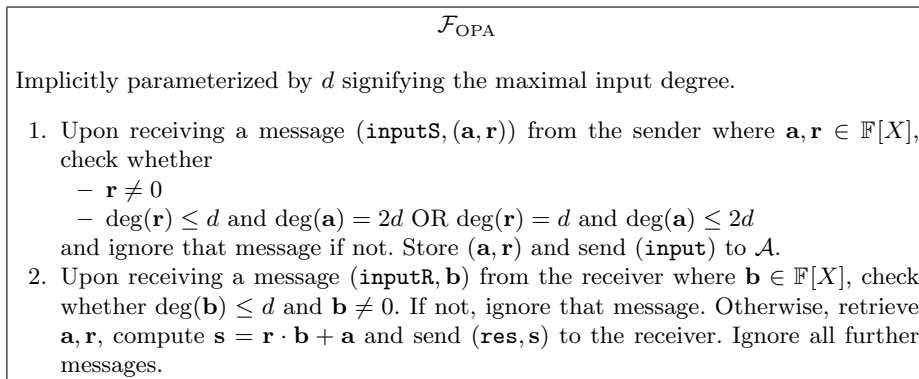 F_OPA
Implicitly parameterized by d signifying the maximal input degree.
1. Upon receiving a message (inputS, (a, r)) from the sender where a, r ∈ 𝔽[X],
check whether
– r ≠ 0
– deg(r) ≤ d and deg(a) = 2d OR deg(r) = d and deg(a) ≤ 2d
and ignore that message if not. Store (a, r) and send (input) to 𝒜.
2. Upon receiving a message (inputR, b) from the receiver where b ∈ 𝔽[X], check
whether deg(b) ≤ d and b ≠ 0. If not, ignore that message. Otherwise, retrieve
a, r, compute s = r · b + a and send (res, s) to the receiver. Ignore all further
messages.